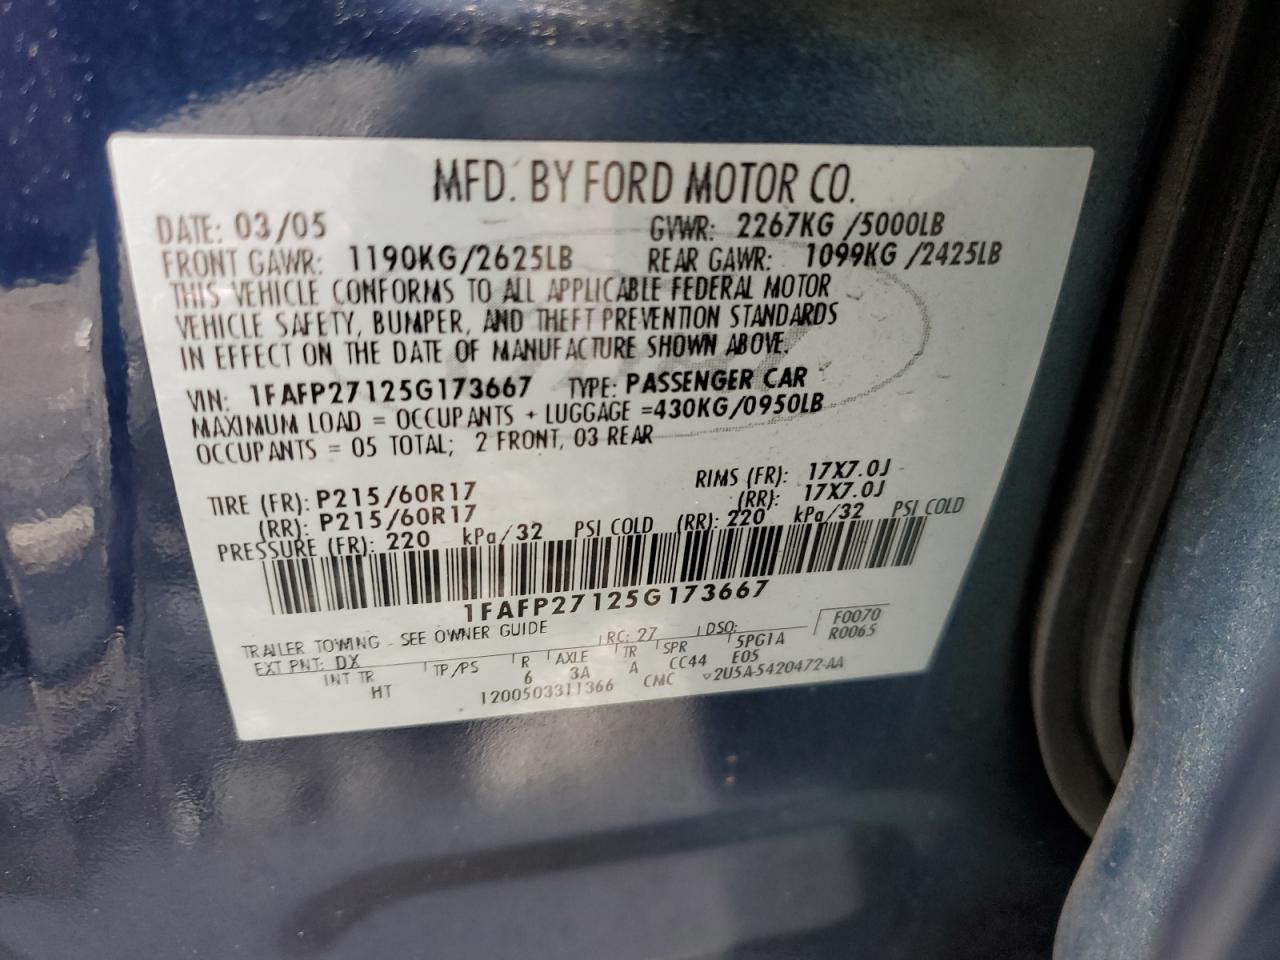 MFD. BY FORD MOTOR CO.
DATE: 03/05 GVWR: 2267KG /5000LB
FRONT GAWR: 1190KG/2625LB REAR GAWR: 1099KG /2425LB
THIS VEHICLE CONFORMS TO ALL APPLICABLE FEDERAL MOTOR
VEHICLE SAFETY, BUMPER, AND THEFT PREVENTION STANDARDS
IN EFFECT ON THE DATE OF MANUFACTURE SHOWN ABOVE.
VIN: 1FAFP27125G173667 TYPE: PASSENGER CAR
MAXIMUM LOAD = OCCUPANTS + LUGGAGE =430KG/0950LB
OCCUPANTS = 05 TOTAL; 2 FRONT, 03 REAR
TIRE (FR): P215/60R17 RIMS (FR): 17X7.0J
(RR): P215/60R17 (RR): 17X7.0J
PRESSURE (FR): 220 kPa/32 PSI COLD (RR): 220 kPa/32 PSI COLD
1FAFP27125G173667
TRAILER TOWING - SEE OWNER GUIDE RC: 27 DSO: F0070
EXT PNT: DX R0065
INT TR TP/PS R AXLE TR SPR 5PG1A
HT 6 3A A CC44 E05
1200503311366 CMC 2U5A-5420472-AA